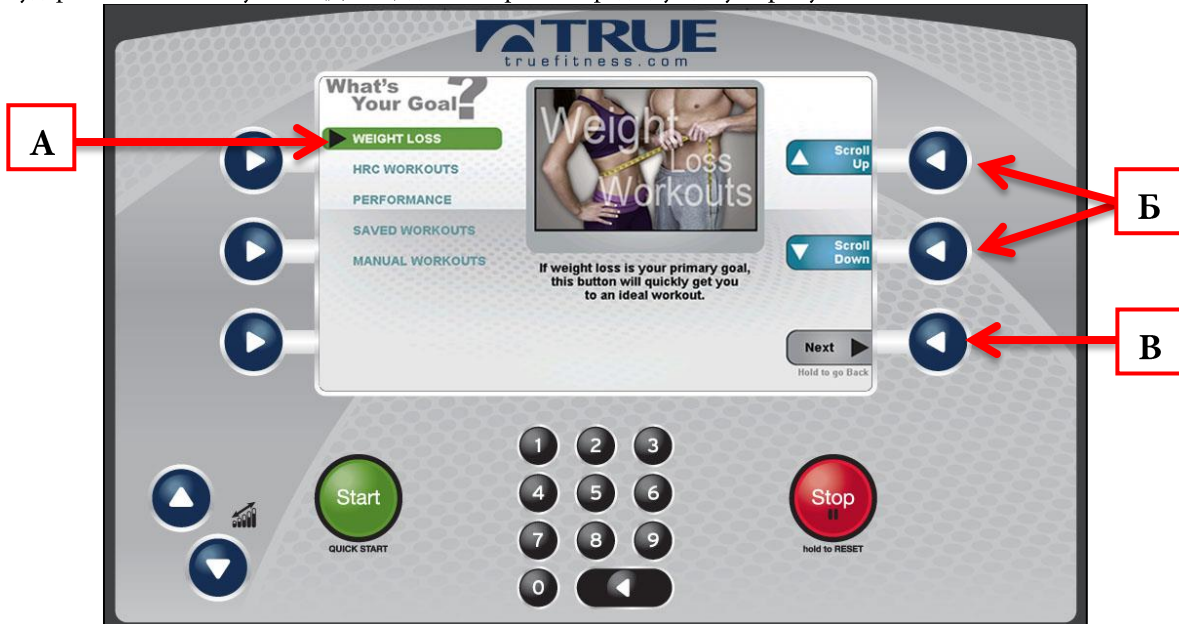 TRUE
truefitness.com
What's
Your Goal?
WEIGHT LOSS
HRC WORKOUTS
PERFORMANCE
SAVED WORKOUTS
MANUAL WORKOUTS
Weight
Loss
Workouts
If weight loss is your primary goal,
this button will quickly get you
to an ideal workout.
Scroll
Up
Scroll
Down
Next
Hold to go Back
А
Б
В
1 2 3
4 5 6
7 8 9
0
Start
QUICK START
Stop
hold to RESET